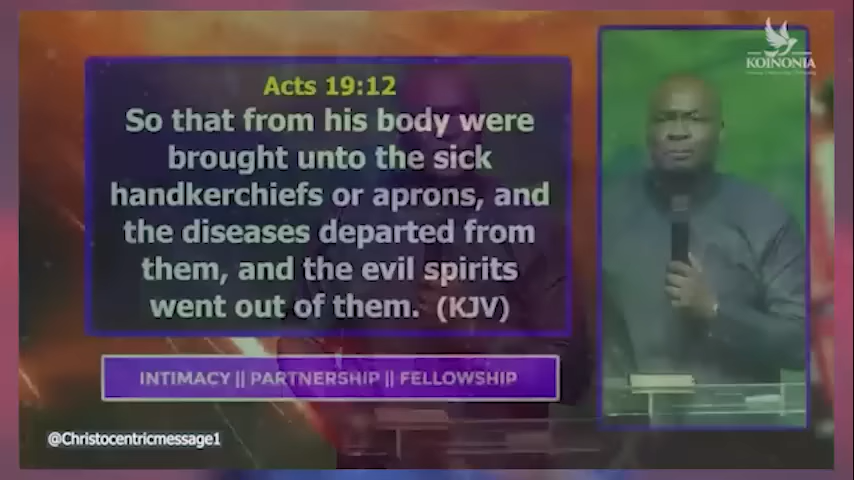 Acts 19:12
So that from his body were
brought unto the sick
handkerchiefs or aprons, and
the diseases departed from
them, and the evil spirits
went out of them. (KJV)
INTIMACY || PARTNERSHIP || FELLOWSHIP
@Christocentricmessage1
KOINONIA